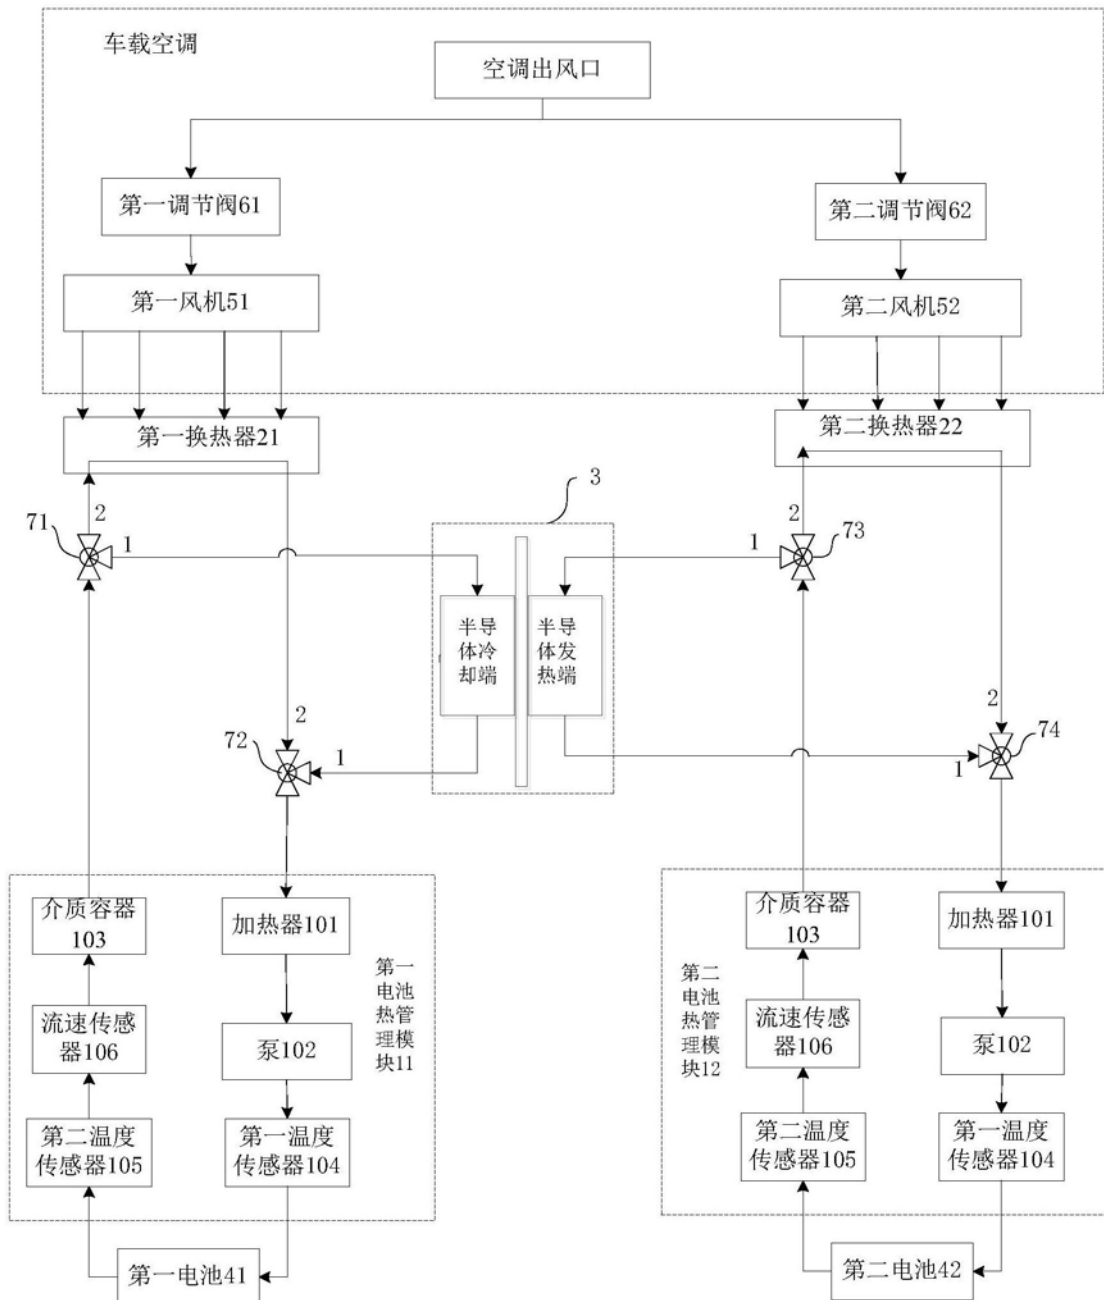 车载空调
空调出风口
第一调节阀61
第二调节阀62
第一风机51
第二风机52
第一换热器21
第二换热器22
3
71
2
1
2
73
1
半导
体冷
却端
半导
体发
热端
2
72
1
2
74
1
介质容器
103
加热器101
第一
电池
热管
理模
块11
流速传感
器106
泵102
第二温度
传感器105
第一温度
传感器104
第一电池41
介质容器
103
加热器101
第二
电池
热管
理模
块12
流速传感
器106
泵102
第二温度
传感器105
第一温度
传感器104
第二电池42